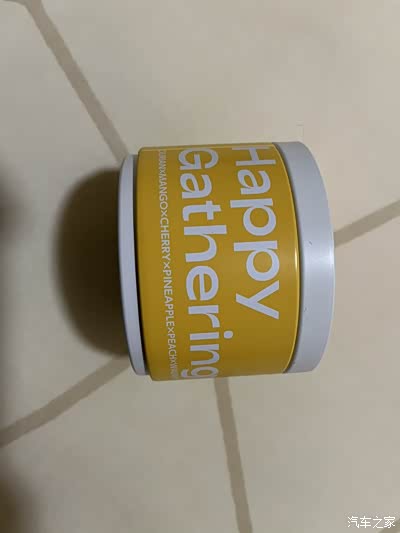 Happy
Gathering
×MANGO×CHERRY×PINEAPPLE×PEACH×
汽车之家